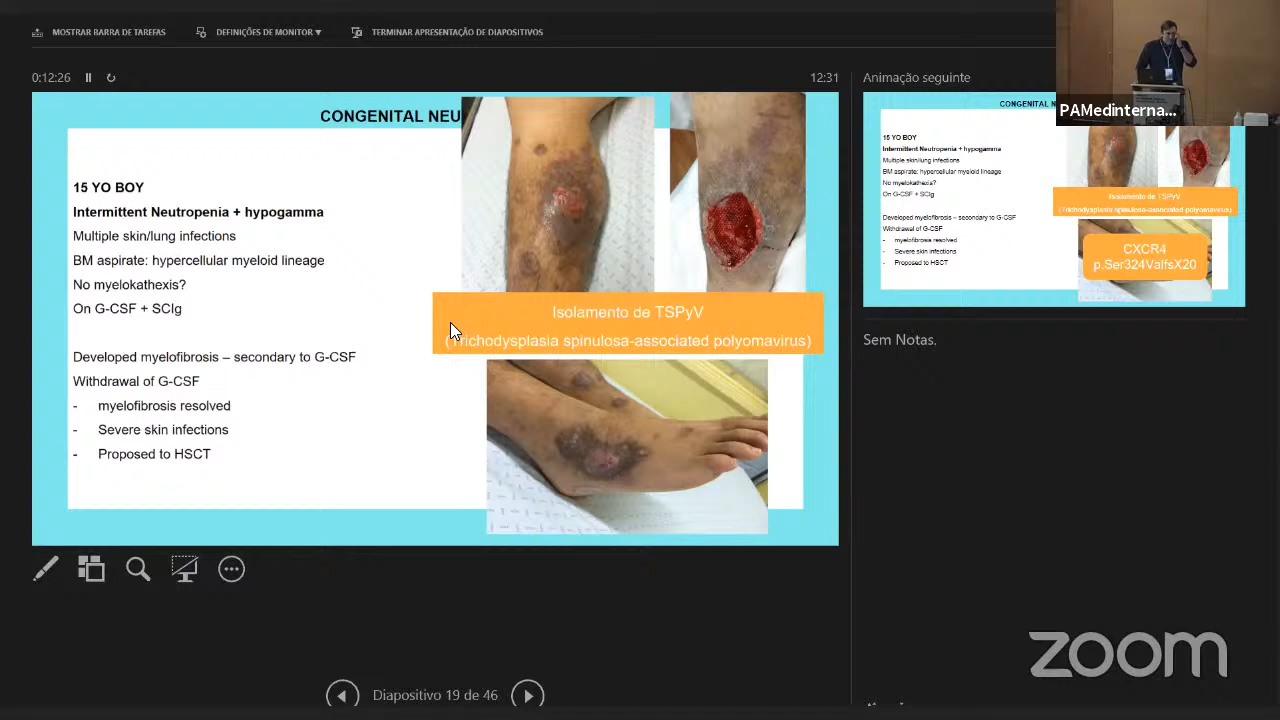 MOSTRAR BARRA DE TAREFAS
DEFINIÇÕES DE MONITOR ▼
TERMINAR APRESENTAÇÃO DE DIAPOSITIVOS
0:12:26
12:31
CONGENITAL NEU
15 YO BOY
Intermittent Neutropenia + hypogamma
Multiple skin/lung infections
BM aspirate: hypercellular myeloid lineage
No myelokathexis?
On G-CSF + SCIg
Developed myelofibrosis – secondary to G-CSF
Withdrawal of G-CSF
- myelofibrosis resolved
- Severe skin infections
- Proposed to HSCT
Isolamento de TSPyV
(Trichodysplasia spinulosa-associated polyomavirus)
Animação seguinte
PAMedinterna...
CONGENITAL N
15 YO BOY
Intermittent Neutropenia + hypogamma
Multiple skin/lung infections
BM aspirate: hypercellular myeloid lineage
No myelokathexis?
On G-CSF + SCIg
Developed myelofibrosis – secondary to G-CSF
Withdrawal of G-CSF
- myelofibrosis resolved
- Severe skin infections
- Proposed to HSCT
Isolamento de TSPyV
(Trichodysplasia spinulosa-associated polyomavirus)
CXCR4
p.Ser324ValfsX20
Sem Notas.
Diapositivo 19 de 46
zoom